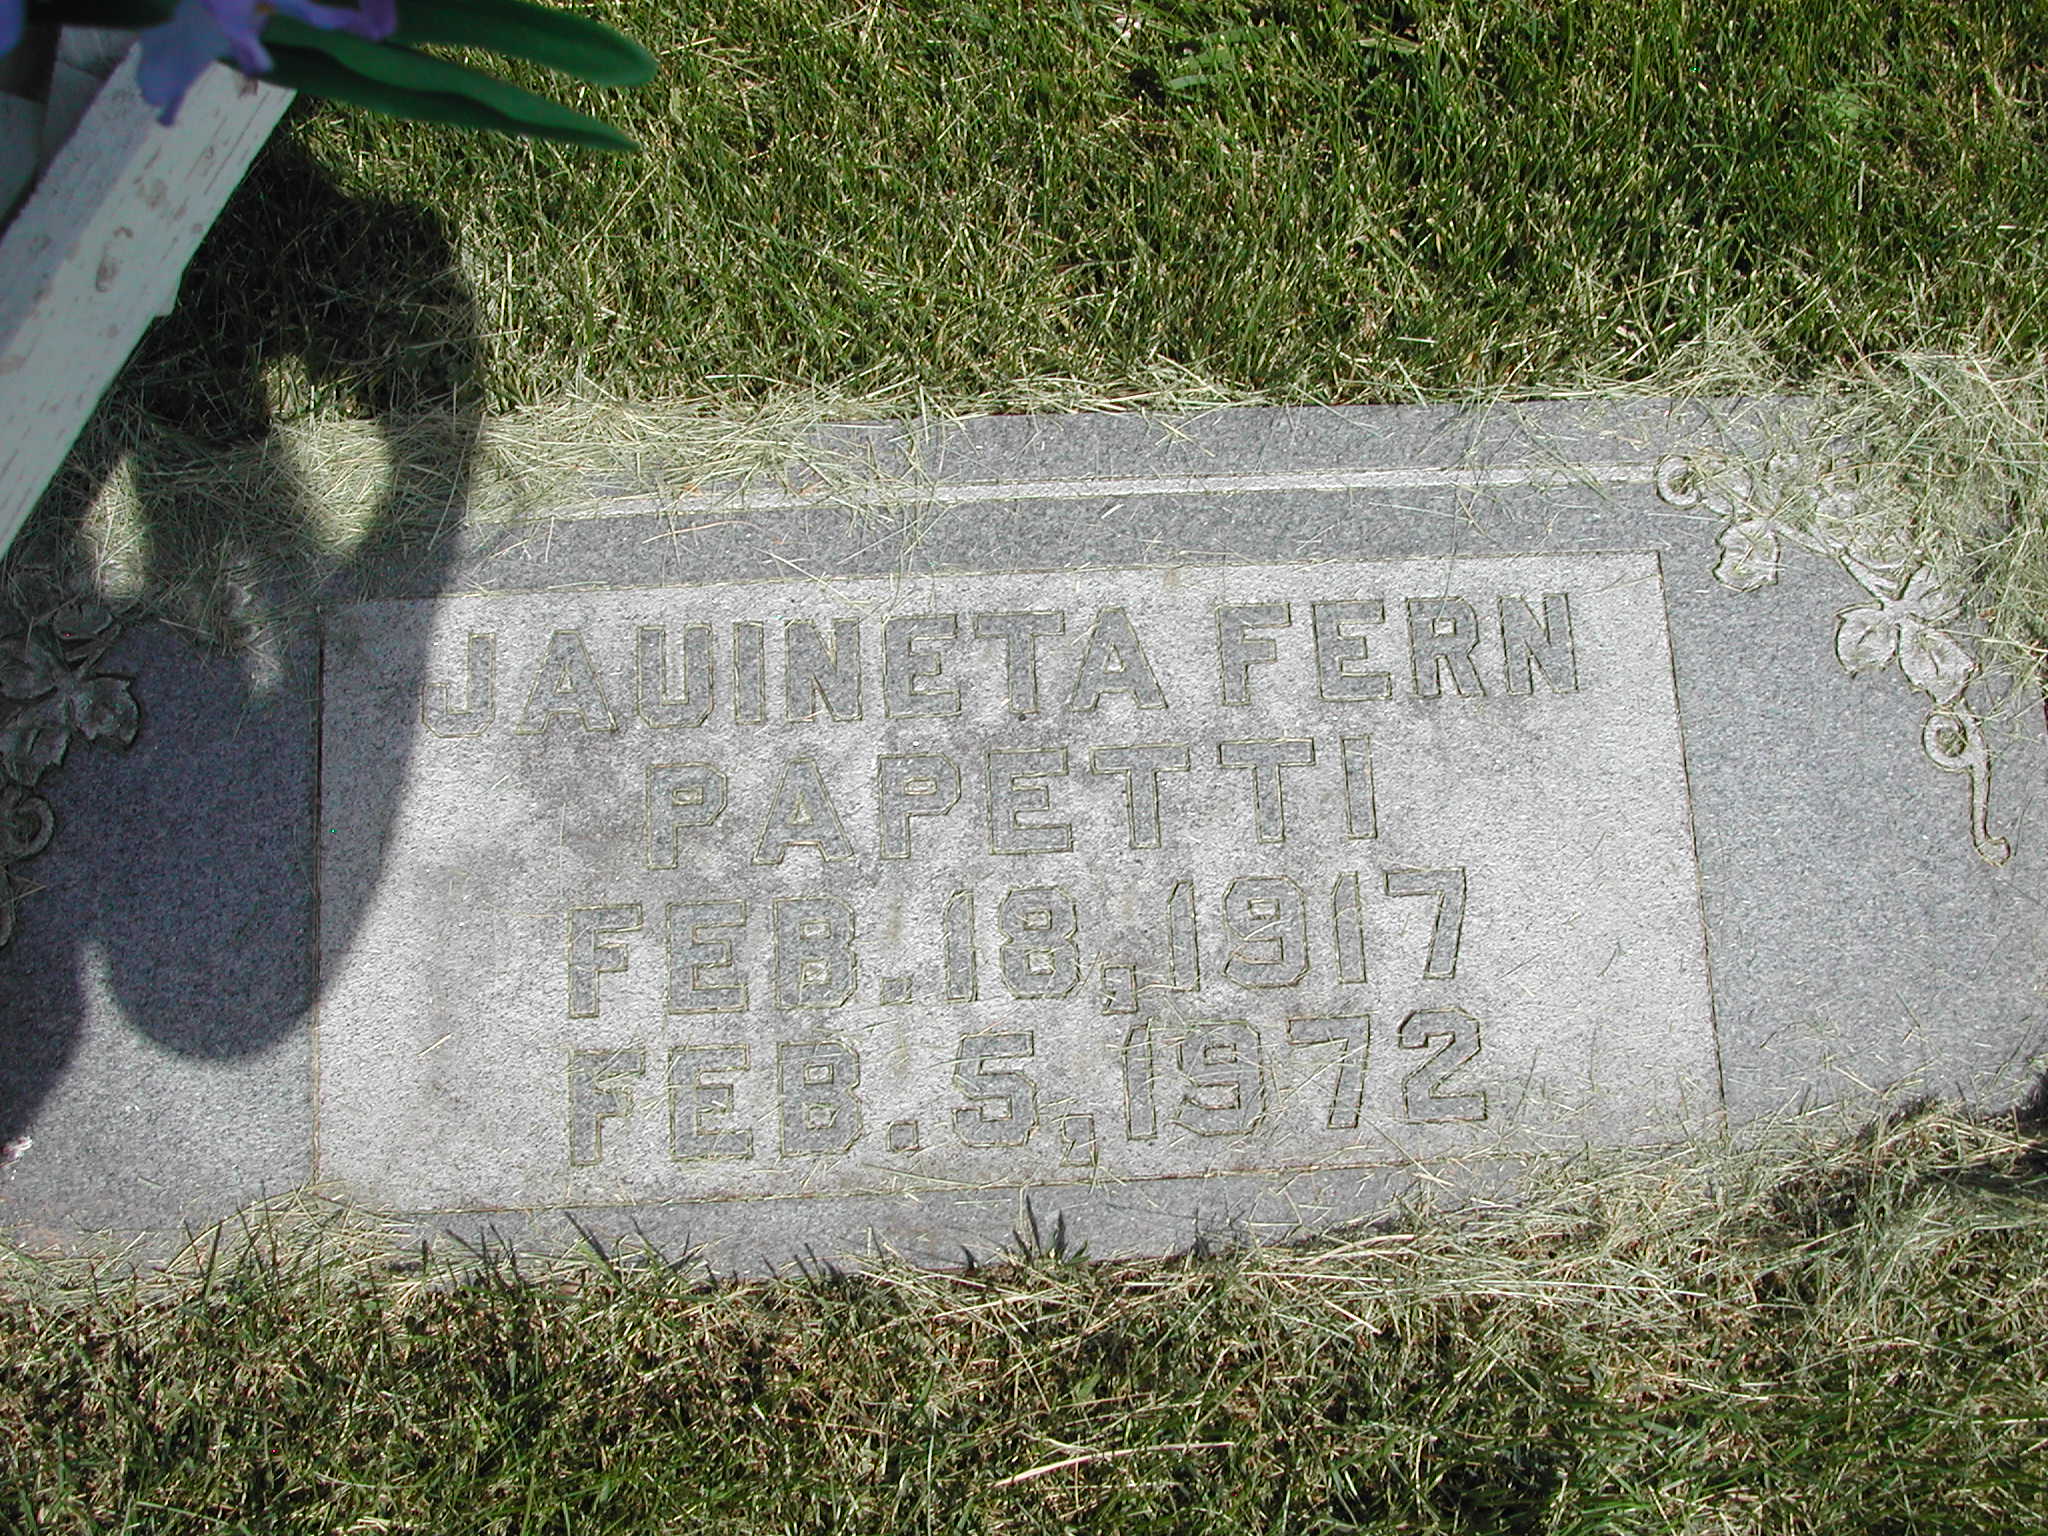 JAUINETA FERN
PAPETTI
FEB. 18, 1917
FEB. 5, 1972